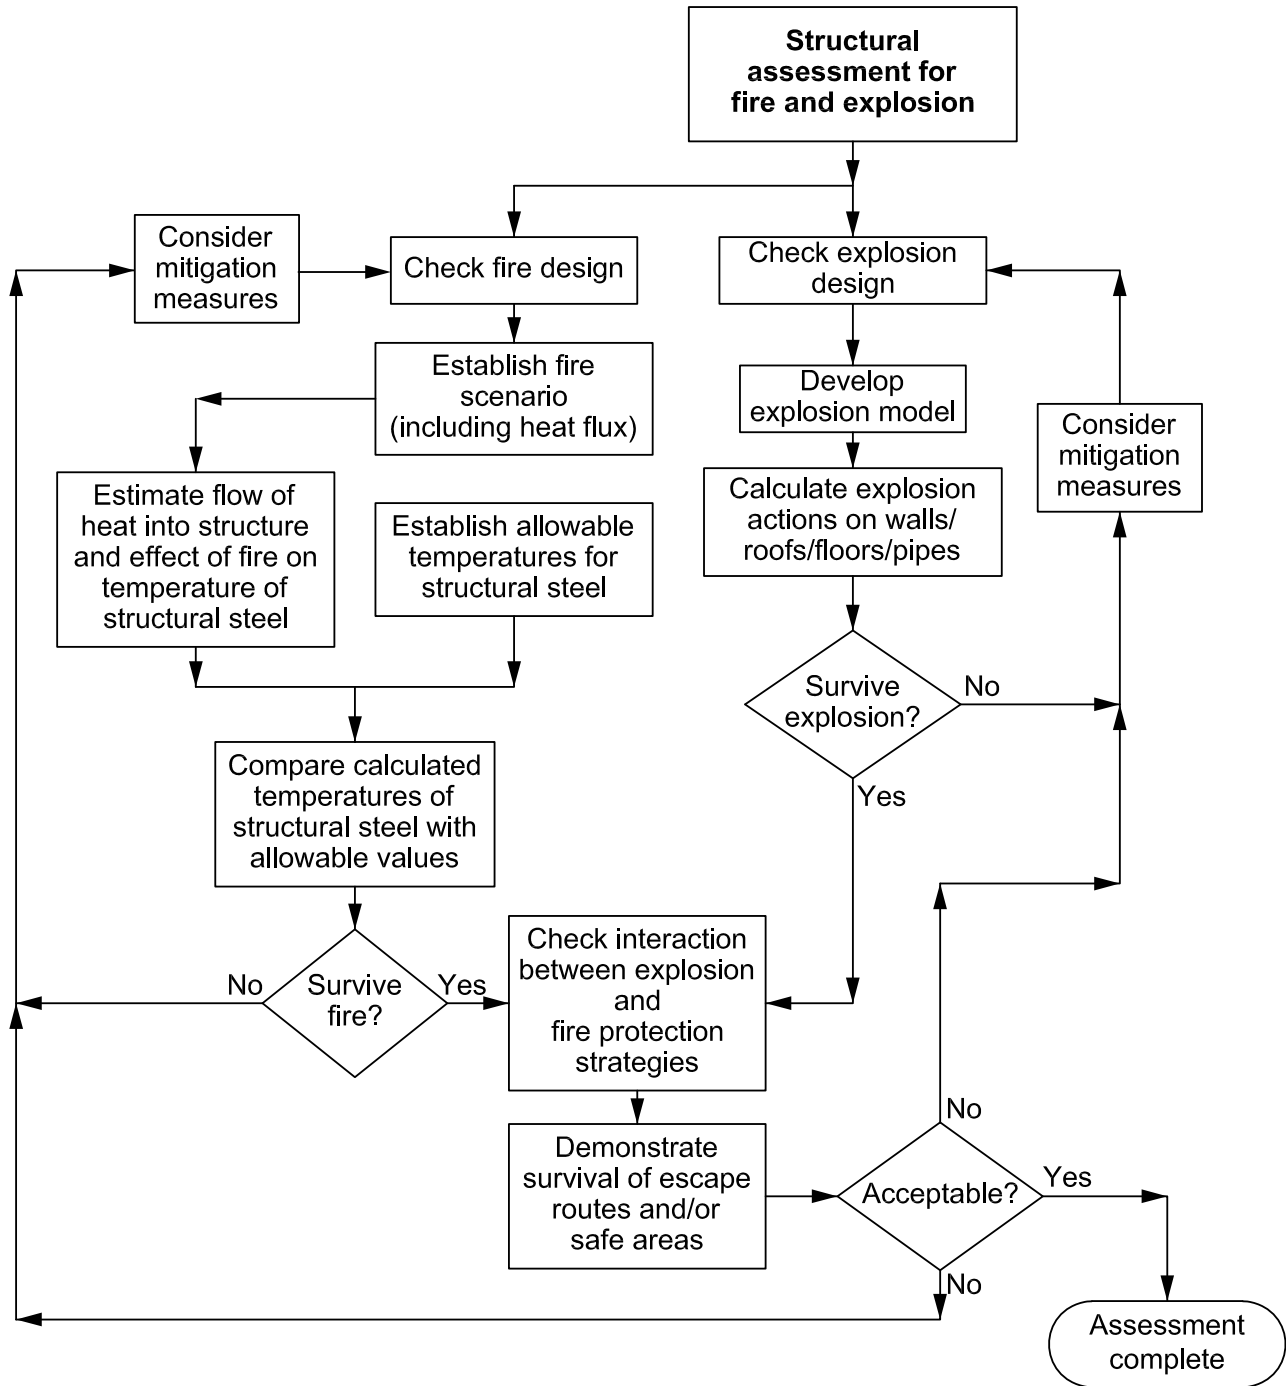 Structural
assessment for
fire and explosion
Consider
mitigation
measures
Check fire design
Check explosion
design
Establish fire
scenario
(including heat flux)
Develop
explosion model
Consider
mitigation
measures
Estimate flow of
heat into structure
and effect of fire on
temperature of
structural steel
Establish allowable
temperatures for
structural steel
Calculate explosion
actions on walls/
roofs/floors/pipes
Survive
explosion?
No
Yes
Compare calculated
temperatures of
structural steel with
allowable values
No
Survive
fire?
Yes
Check interaction
between explosion
and
fire protection
strategies
Demonstrate
survival of escape
routes and/or
safe areas
No
Acceptable?
Yes
No
Assessment
complete